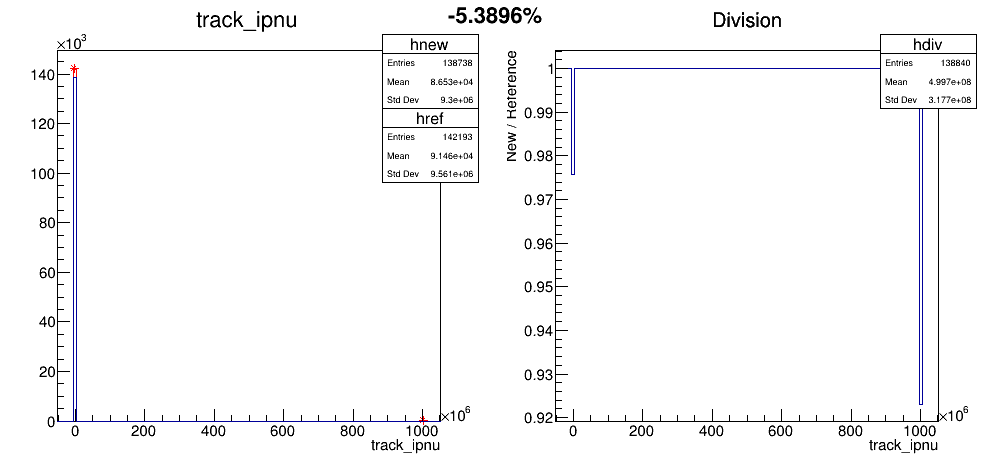 -5.3896%
track_ipnu
×10³
hnew
Entries 138738
Mean 8.653e+04
Std Dev 9.3e+06
href
Entries 142193
Mean 9.146e+04
Std Dev 9.561e+06
140
120
100
80
60
40
20
0
0 200 400 600 800 1000
×10⁶
track_ipnu
Division
hdiv
Entries 138840
Mean 4.997e+08
Std Dev 3.177e+08
New / Reference
1
0.99
0.98
0.97
0.96
0.95
0.94
0.93
0.92
0 200 400 600 800 1000
×10⁶
track_ipnu